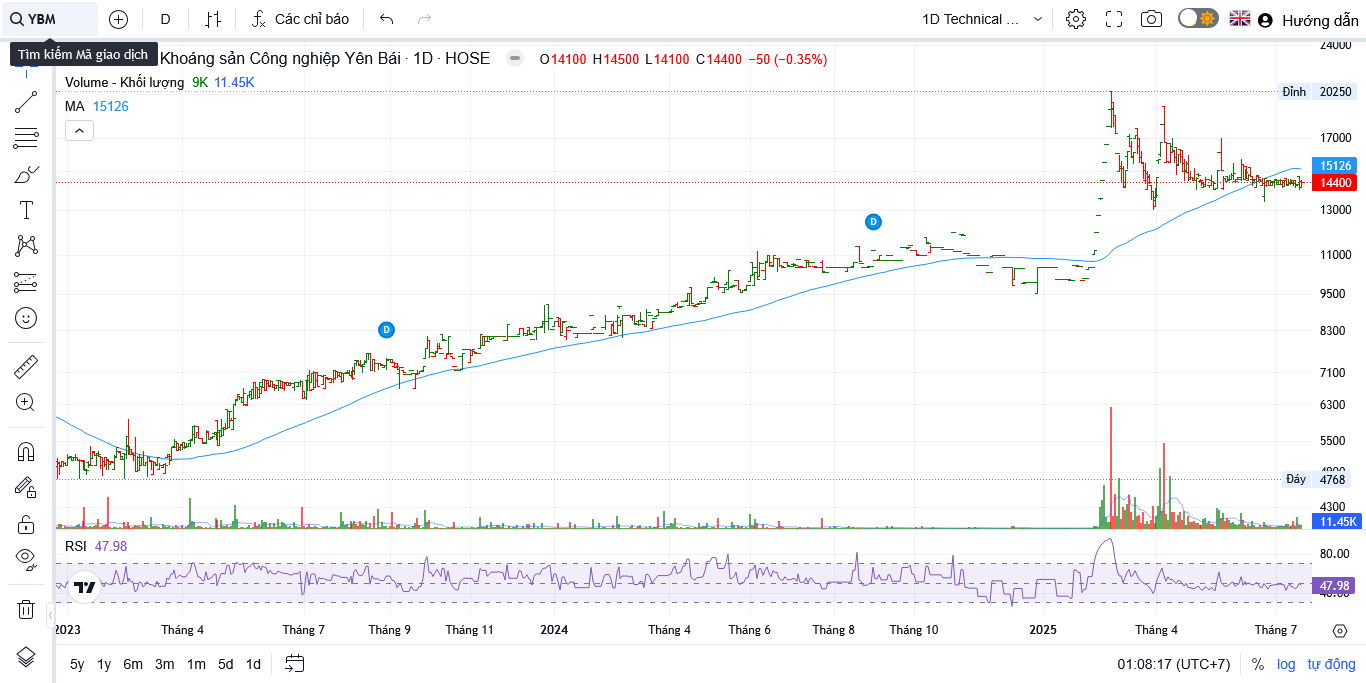 YBM D Các chỉ báo 1D Technical ... Hướng dẫn
Tìm kiếm Mã giao dịch Khoáng sản Công nghiệp Yên Bái · 1D · HOSE O14100 H14500 L14100 C14400 −50 (−0.35%)
Volume - Khối lượng 9K 11.45K
MA 15126
24000
Đỉnh 20250
17000
15126
14400
13000
D
11000
9500
D
8300
7100
6300
5500
4900
Đáy 4768
4300
11.45K
RSI 47.98
80.00
47.98
40.00
2023 Tháng 4 Tháng 7 Tháng 9 Tháng 11 2024 Tháng 4 Tháng 6 Tháng 8 Tháng 10 2025 Tháng 4 Tháng 7
5y 1y 6m 3m 1m 5d 1d 01:08:17 (UTC+7) % log tự động